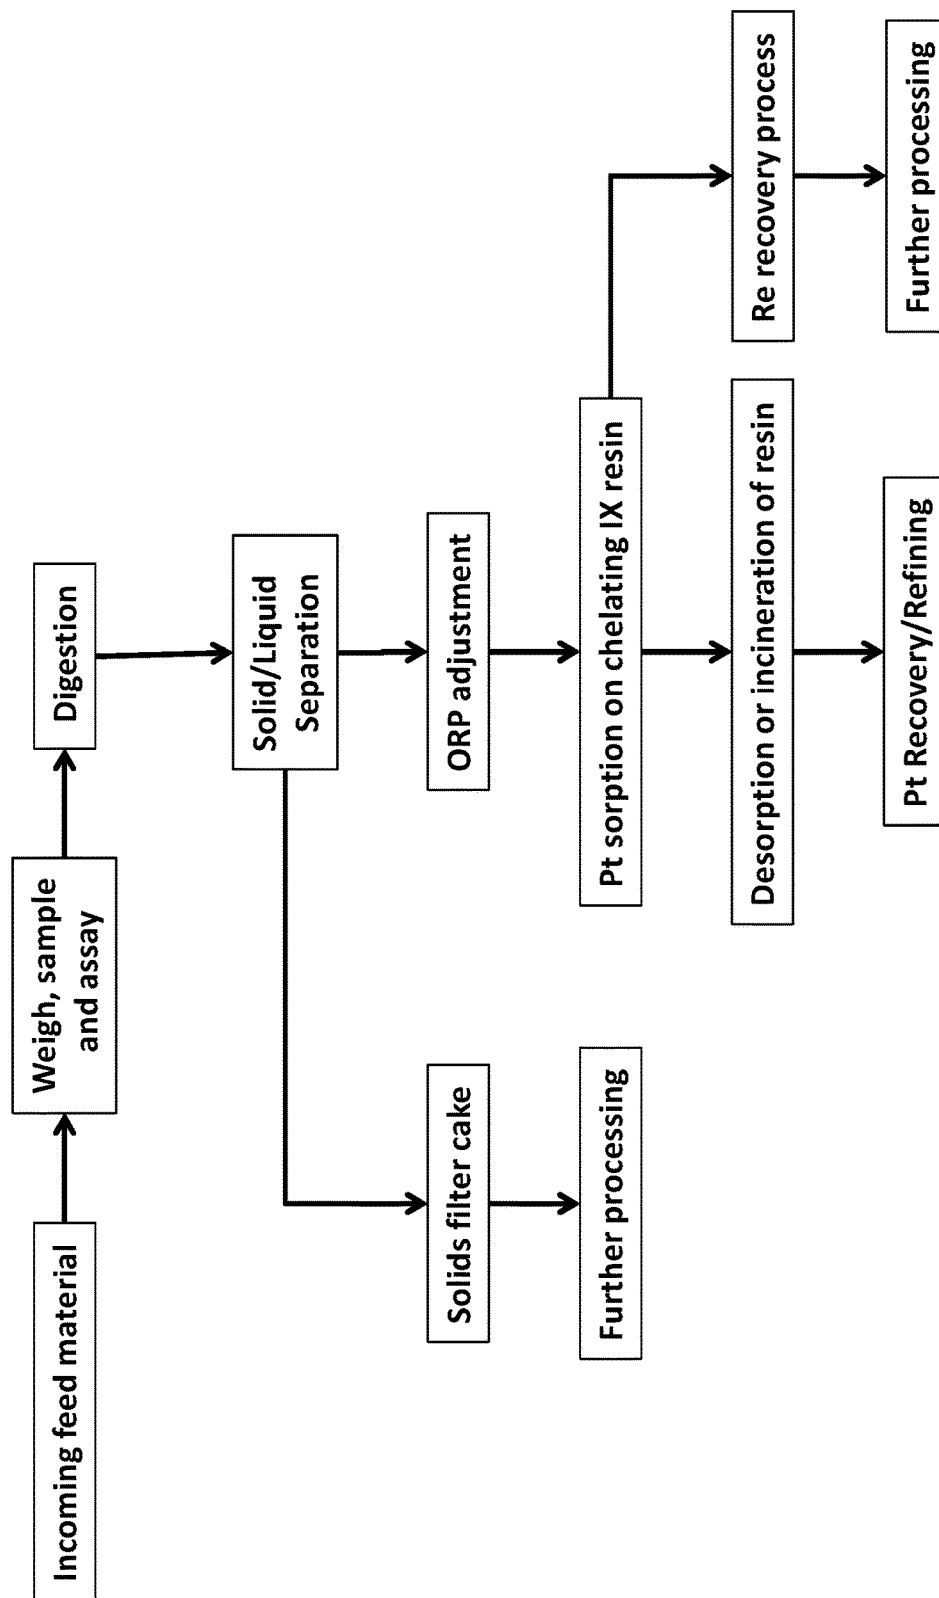 Incoming feed material
Weigh, sample
and assay
Digestion
Solid/Liquid
Separation
Solids filter cake
ORP adjustment
Further processing
Pt sorption on chelating IX resin
Desorption or incineration of resin
Re recovery process
Pt Recovery/Refining
Further processing